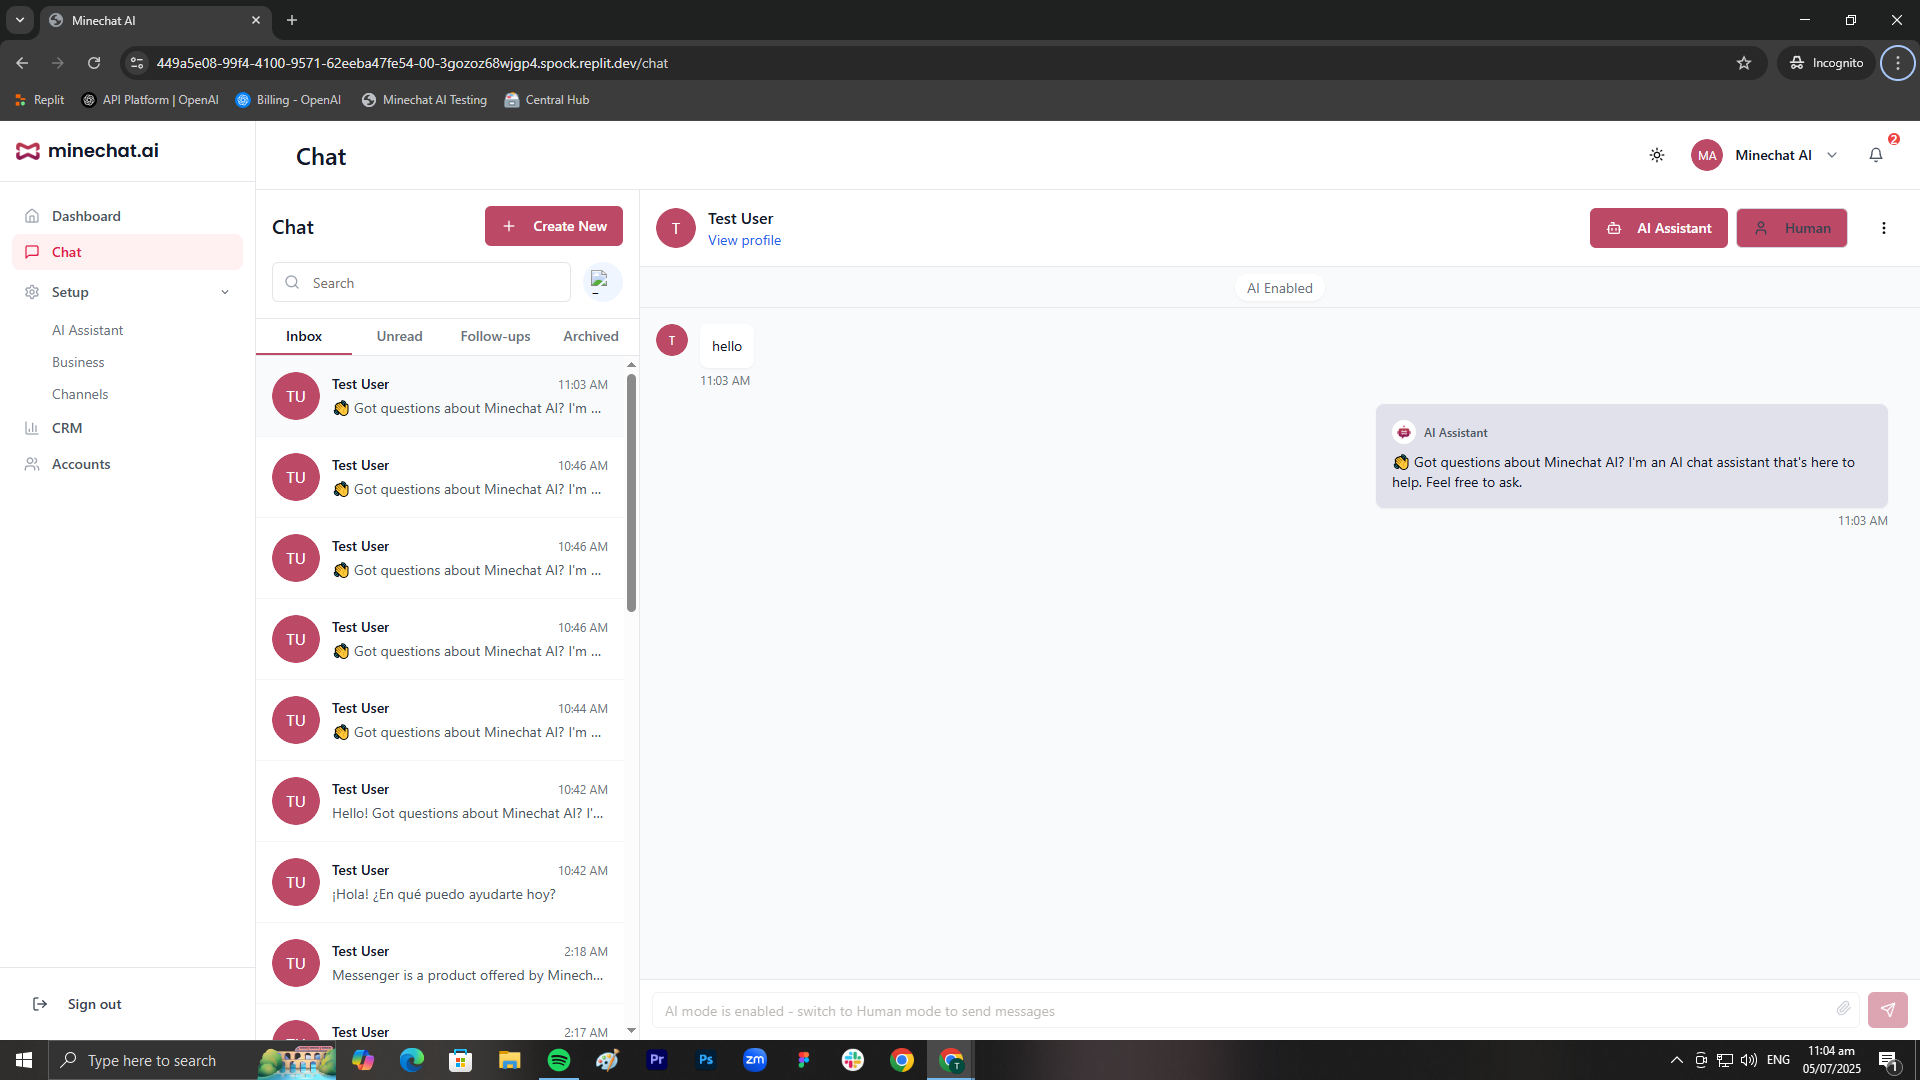 Minechat AI
449a5e08-99f4-4100-9571-62eeba47fe54-00-3gozoz68wjgp4.spock.replit.dev/chat
Incognito
Replit
API Platform | OpenAI
Billing - OpenAI
Minechat AI Testing
Central Hub
minechat.ai
Dashboard
Chat
Setup
AI Assistant
Business
Channels
CRM
Accounts
Sign out
Chat
MA
Minechat AI
2
Chat
Create New
Search
Inbox
Unread
Follow-ups
Archived
TU
Test User
11:03 AM
👋 Got questions about Minechat AI? I'm ...
TU
Test User
10:46 AM
👋 Got questions about Minechat AI? I'm ...
TU
Test User
10:46 AM
👋 Got questions about Minechat AI? I'm ...
TU
Test User
10:46 AM
👋 Got questions about Minechat AI? I'm ...
TU
Test User
10:44 AM
👋 Got questions about Minechat AI? I'm ...
TU
Test User
10:42 AM
Hello! Got questions about Minechat AI? I'...
TU
Test User
10:42 AM
¡Hola! ¿En qué puedo ayudarte hoy?
TU
Test User
2:18 AM
Messenger is a product offered by Minech...
Test User
2:17 AM
T
Test User
View profile
AI Assistant
Human
AI Enabled
T
hello
11:03 AM
AI Assistant
👋 Got questions about Minechat AI? I'm an AI chat assistant that's here to
help. Feel free to ask.
11:03 AM
AI mode is enabled - switch to Human mode to send messages
Type here to search
Pr
Ps
zm
T
ENG
11:04 am
05/07/2025
1